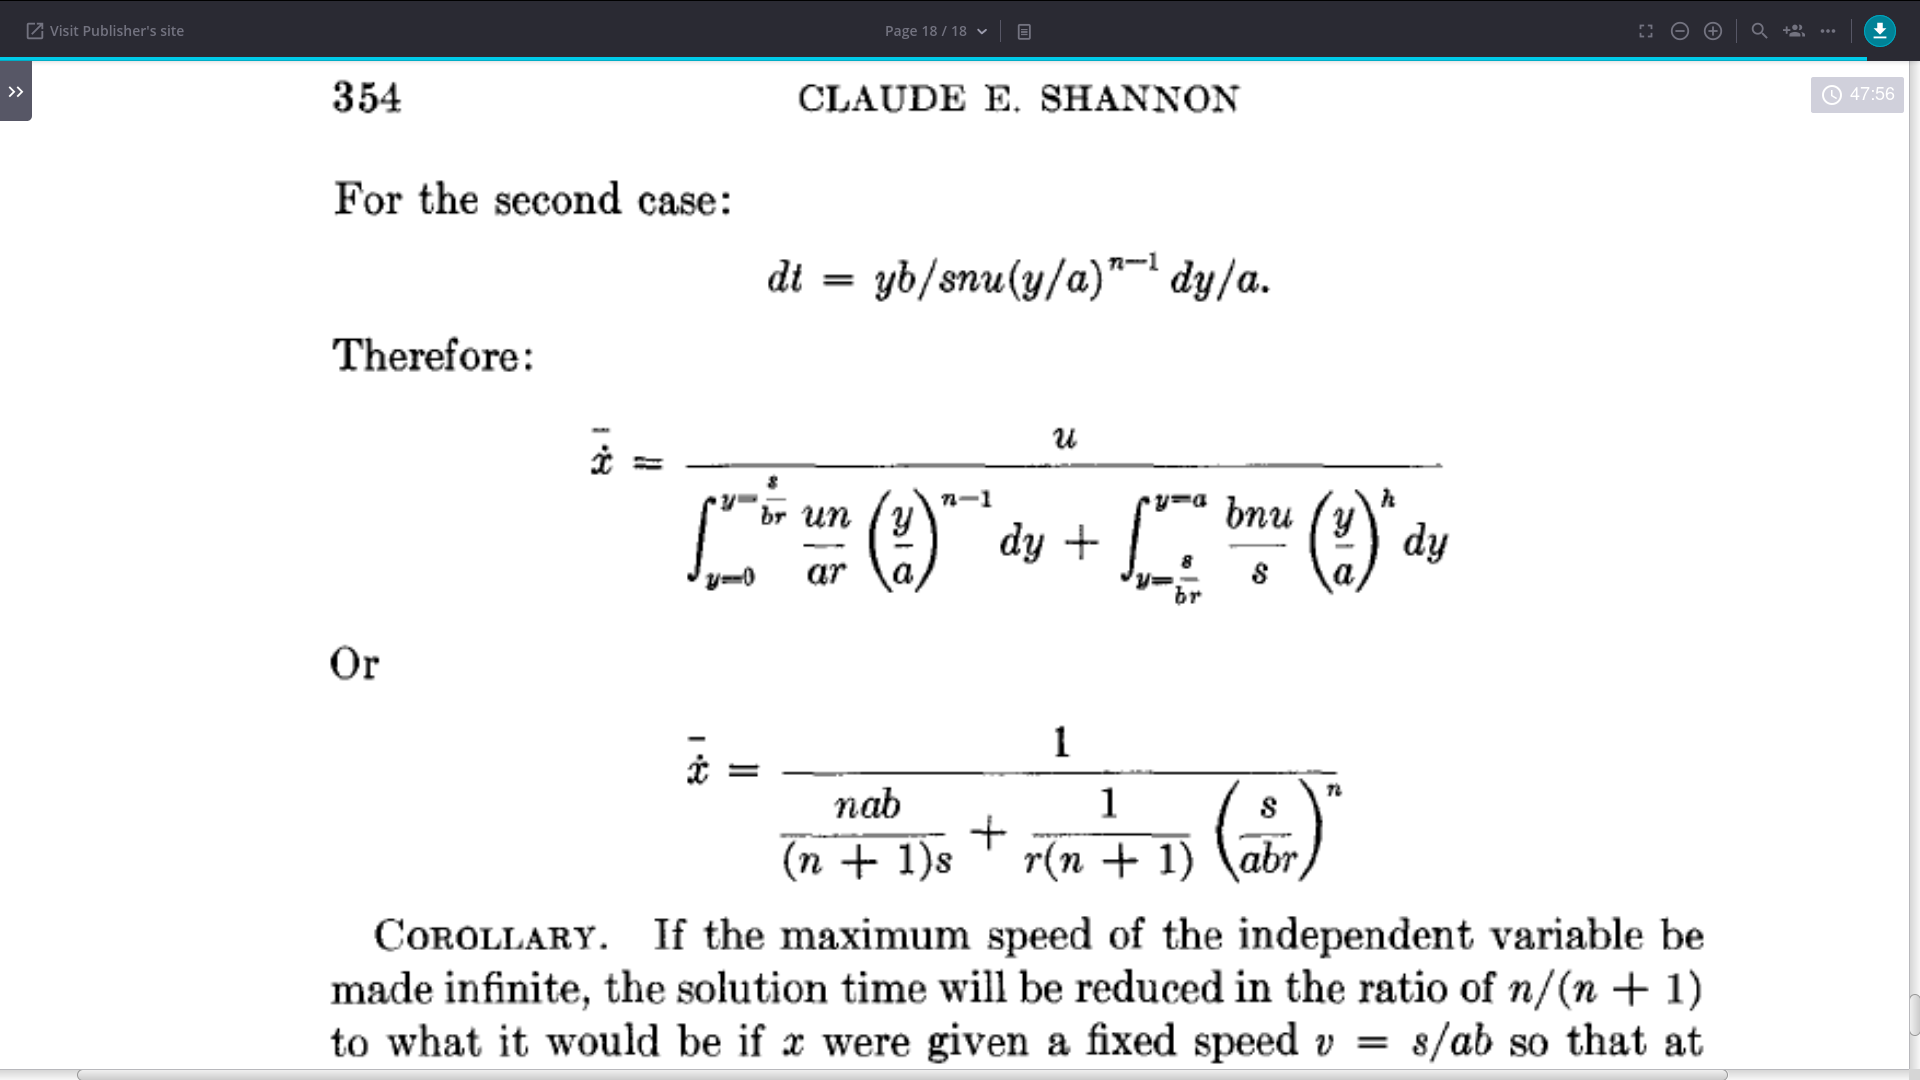 Visit Publisher's site
Page 18 / 18
47:56
354 CLAUDE E. SHANNON
For the second case:
dt = yb/snu(y/a)^{n-1} dy/a.
Therefore:
\bar{\dot{x}} = \frac{u}{\int_{y=0}^{y=\frac{s}{br}} \frac{un}{ar} \left(\frac{y}{a}\right)^{n-1} dy + \int_{y=\frac{s}{br}}^{y=a} \frac{bnu}{s} \left(\frac{y}{a}\right)^{h} dy}
Or
\bar{\dot{x}} = \frac{1}{\frac{nab}{(n + 1)s} + \frac{1}{r(n + 1)} \left(\frac{s}{abr}\right)^{n}}
COROLLARY. If the maximum speed of the independent variable be
made infinite, the solution time will be reduced in the ratio of n/(n + 1)
to what it would be if x were given a fixed speed v = s/ab so that at